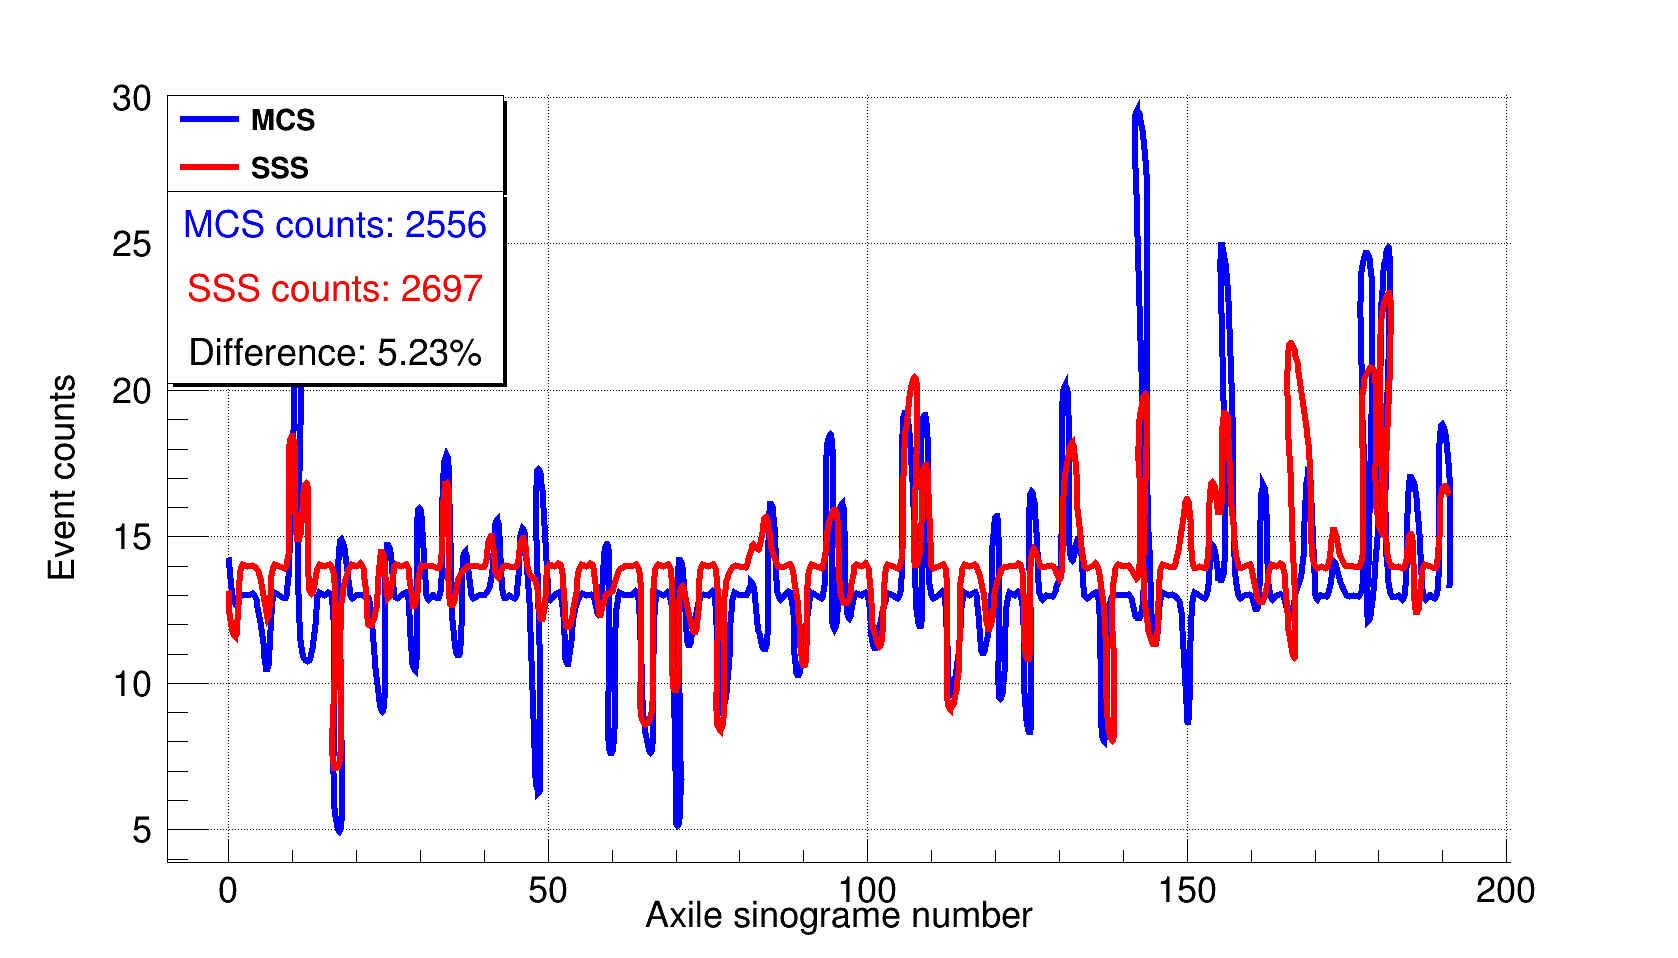 30
MCS
SSS
MCS counts: 2556
25
SSS counts: 2697
Difference: 5.23%
20
Event counts
15
10
5
0 50 100 150 200
Axile sinograme number